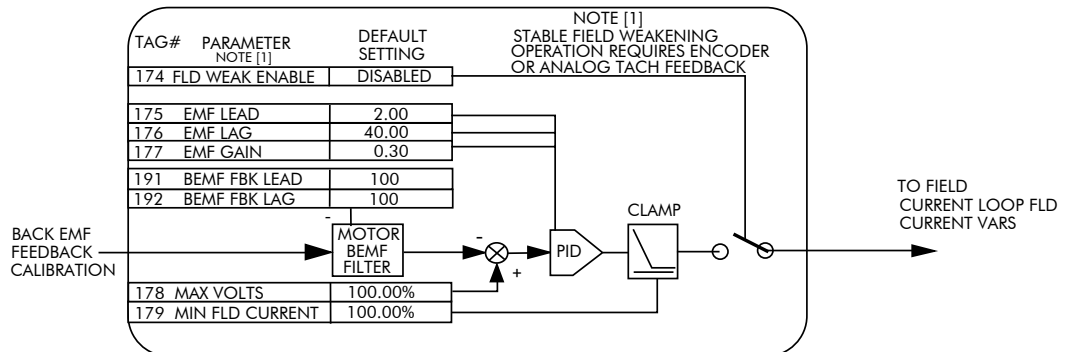 NOTE [1]
STABLE FIELD WEAKENING
OPERATION REQUIRES ENCODER
OR ANALOG TACH FEEDBACK
TAG# PARAMETER DEFAULT
NOTE [1] SETTING
174 FLD WEAK ENABLE DISABLED
175 EMF LEAD 2.00
176 EMF LAG 40.00
177 EMF GAIN 0.30
191 BEMF FBK LEAD 100
192 BEMF FBK LAG 100
BACK EMF
FEEDBACK
CALIBRATION
-
MOTOR
BEMF
FILTER
-
+
PID
CLAMP
TO FIELD
CURRENT LOOP FLD
CURRENT VARS
178 MAX VOLTS 100.00%
179 MIN FLD CURRENT 100.00%